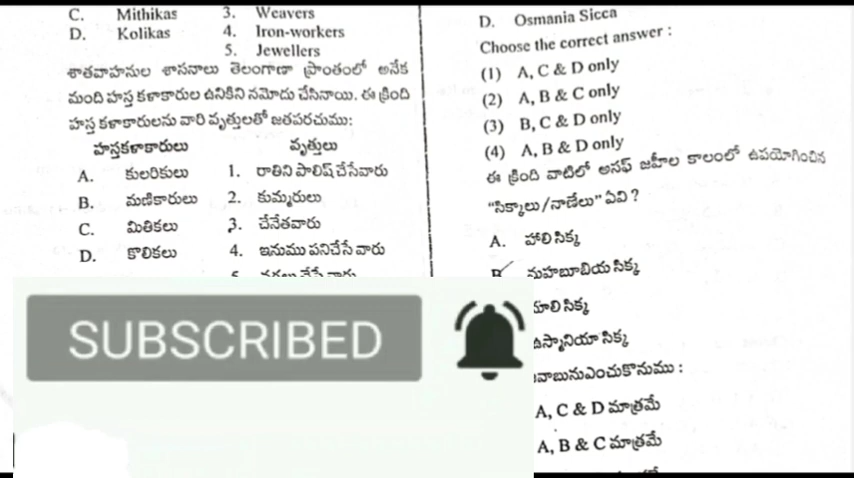 C. Mithikas 3. Weavers
D. Kolikas 4. Iron-workers
5. Jewellers
శాతవాహనుల శాసనాలు తెలంగాణా ప్రాంతంలో అనేక
మంది హస్త కళాకారుల ఉనికిని నమోదు చేసినాయి. ఈ క్రింది
హస్త కళాకారులను వారి వృత్తులతో జతపరచుము:
హస్తకళాకారులు వృత్తులు
A. కులరికులు 1. రాతిని పాలిష్ చేసేవారు
B. మణికారులు 2. కుమ్మరులు
C. మితికలు 3. చేనేతవారు
D. కొలికలు 4. ఇనుము పనిచేసే వారు
D. Osmania Sicca
Choose the correct answer :
(1) A, C & D only
(2) A, B & C only
(3) B, C & D only
(4) A, B & D only
ఈ క్రింది వాటిలో అసఫ్ జహీల కాలంలో ఉపయోగించిన
"సిక్కాలు/నాణేలు" ఏవి ?
A. హాలి సిక్క
B మహబూబియ సిక్క
సిక్క
ఉస్మానియా సిక్క
A, C & D మాత్రమే
A, B & C మాత్రమే
SUBSCRIBED